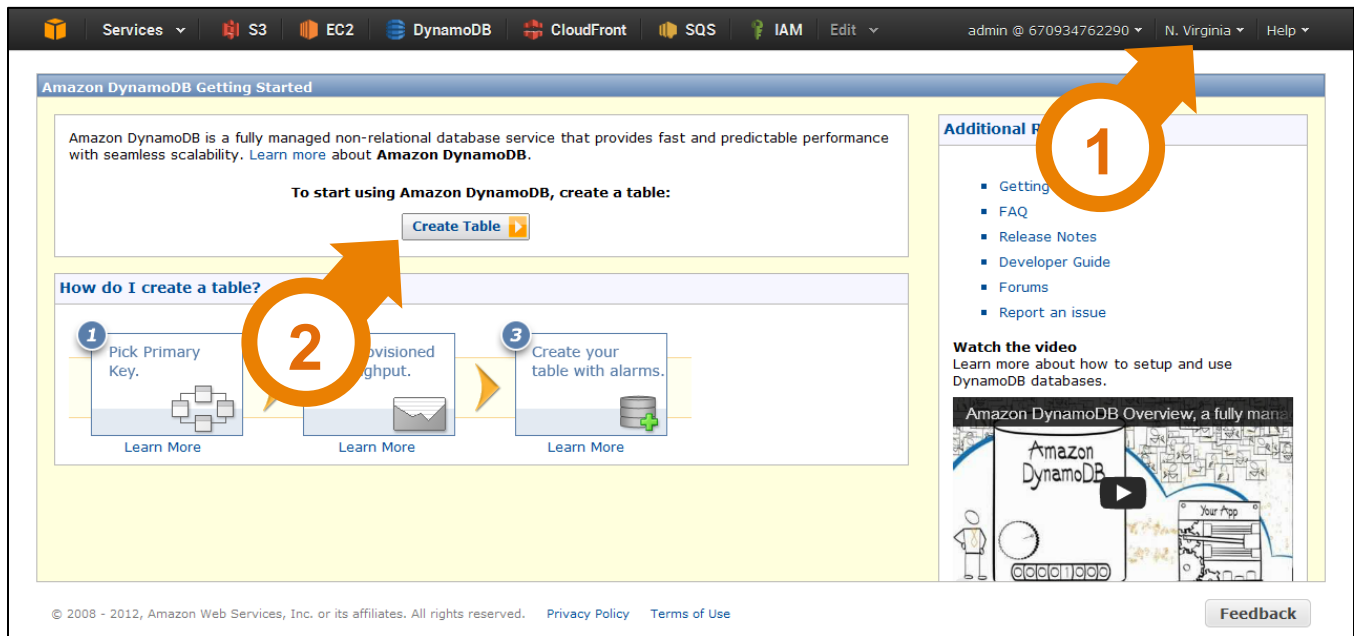 Services S3 EC2 DynamoDB CloudFront SQS IAM Edit admin @ 670934762290 N. Virginia Help
Amazon DynamoDB Getting Started
Amazon DynamoDB is a fully managed non-relational database service that provides fast and predictable performance
with seamless scalability. Learn more about Amazon DynamoDB.
To start using Amazon DynamoDB, create a table:
Create Table
2
How do I create a table?
1
Pick Primary
Key.
Learn More
Learn More
3
Create your
table with alarms.
Learn More
1
Additional
Getting
FAQ
Release Notes
Developer Guide
Forums
Report an issue
Watch the video
Learn more about how to setup and use
DynamoDB databases.
Amazon DynamoDB Overview, a fully mana
Amazon
DynamoDB
Your App
00001000
© 2008 - 2012, Amazon Web Services, Inc. or its affiliates. All rights reserved. Privacy Policy Terms of Use
Feedback